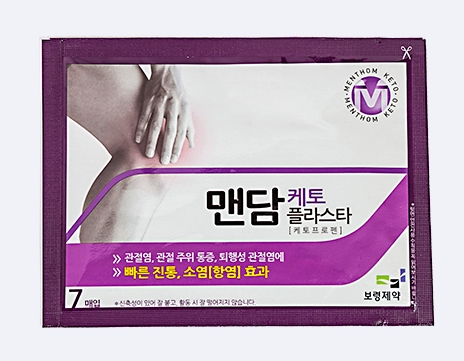 MENTHOM KETO · MENTHOM KETO ·
M
맨담 케토
플라스타
[케토프로펜]
» 관절염, 관절 주위 통증, 퇴행성 관절염에
» 빠른 진통, 소염[항염] 효과
7 매입
※신축성이 있어 잘 붙고, 활동 시 잘 떨어지지 않습니다.
보령제약